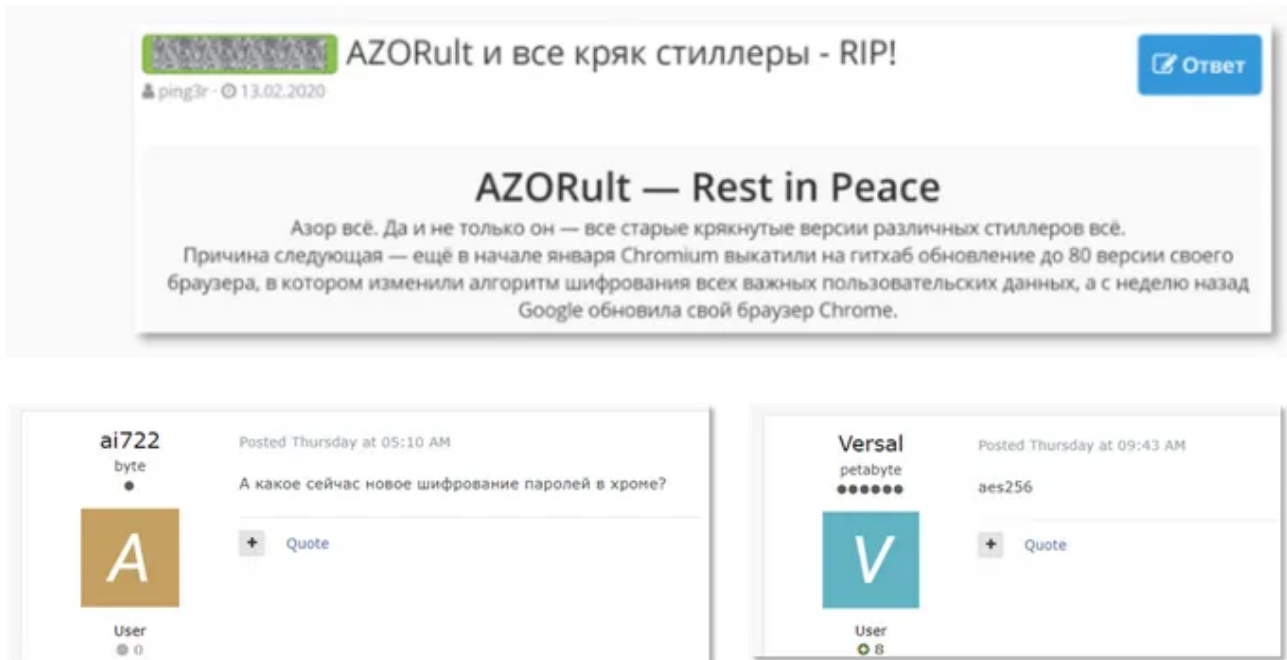 AZORult и все кряк стиллеры - RIP!
ping3r - 13.02.2020
Ответ
AZORult — Rest in Peace
Азор всё. Да и не только он — все старые крякнутые версии различных стиллеров всё.
Причина следующая — ещё в начале января Chromium выкатили на гитхаб обновление до 80 версии своего
браузера, в котором изменили алгоритм шифрования всех важных пользовательских данных, а с неделю назад
Google обновила свой браузер Chrome.
ai722
byte
Posted Thursday at 05:10 AM
А какое сейчас новое шифрование паролей в хроме?
+ Quote
A
User
0
Versal
petabyte
Posted Thursday at 09:43 AM
aes256
+ Quote
V
User
8